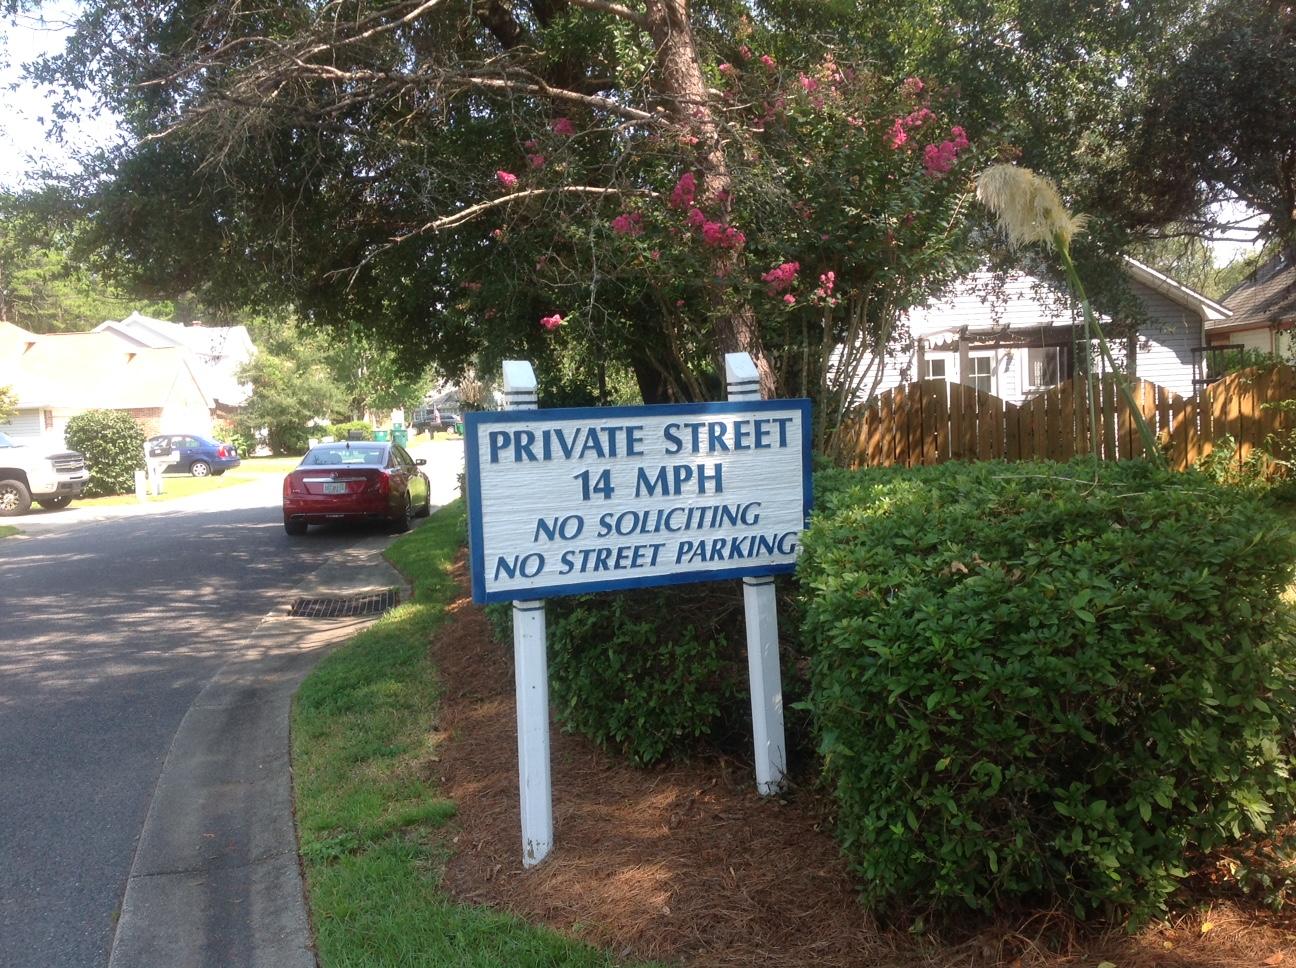 PRIVATE STREET
14 MPH
NO SOLICITING
NO STREET PARKING